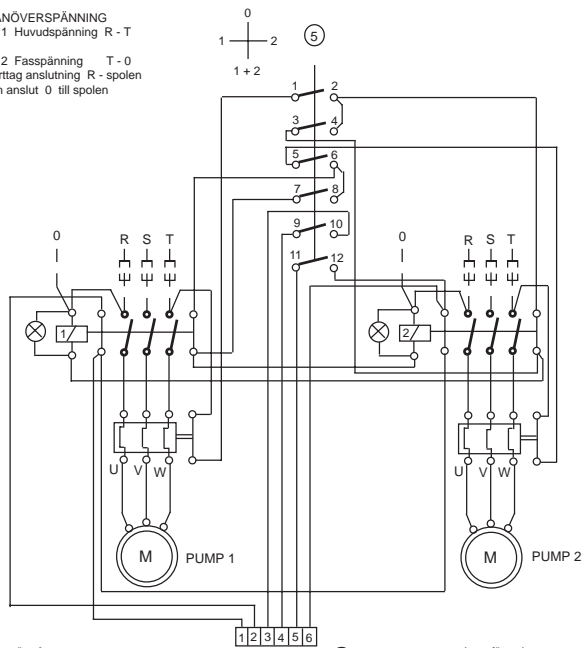 0
1 2
1 + 2
5
1 Huvudspänning R - T
2 Fasspänning T - 0
anslutning R - spolen
anslut 0 till spolen
1 2
3 4
5 6
7 8
9 10
11 12
0 R S T
0 R S T
1
2
U V W
U V W
M PUMP 1
M PUMP 2
1 2 3 4 5 6